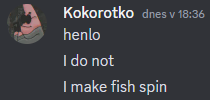 Kokorotko dnes v 18:36
henlo
I do not
I make fish spin